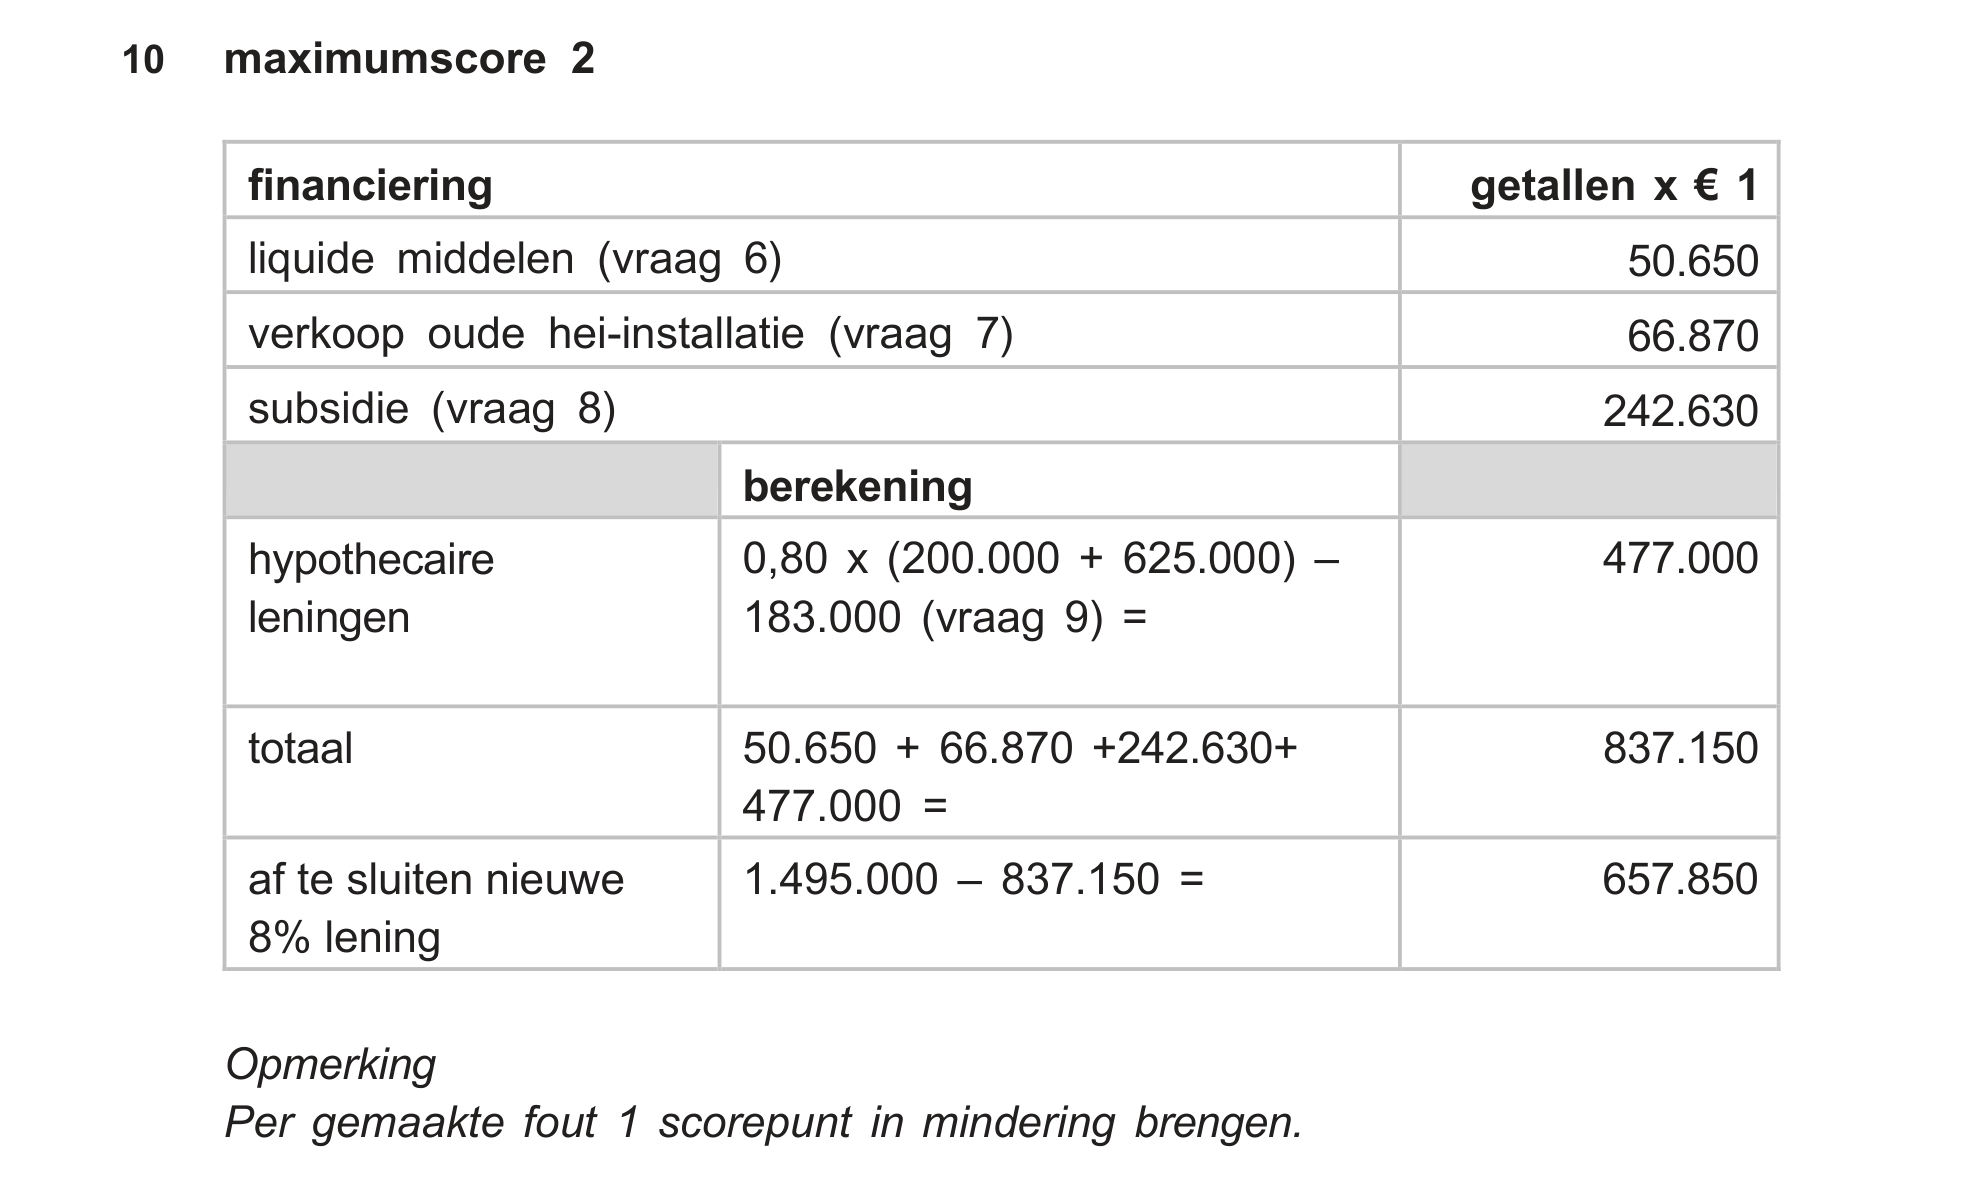 10 maximumscore 2
financiering getallen x € 1
liquide middelen (vraag 6) 50.650
verkoop oude hei-installatie (vraag 7) 66.870
subsidie (vraag 8) 242.630
berekening
hypothecaire 0,80 x (200.000 + 625.000) – 477.000
leningen 183.000 (vraag 9) =
totaal 50.650 + 66.870 +242.630+ 837.150
477.000 =
af te sluiten nieuwe 1.495.000 – 837.150 = 657.850
8% lening
Opmerking
Per gemaakte fout 1 scorepunt in mindering brengen.